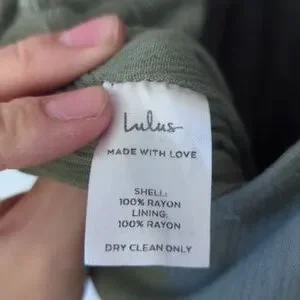 Lulus
MADE WITH LOVE
SHELL:
100% RAYON
LINING:
100% RAYON
DRY CLEAN ONLY